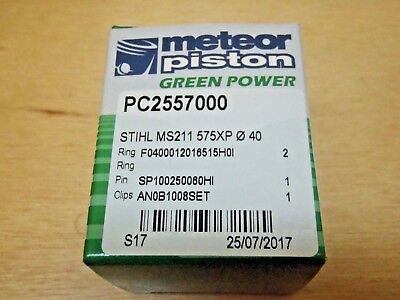 meteor
piston
GREEN POWER
PC2557000
STIHL MS211 575XP Ø 40
Ring F0400012016515H0I 2
Ring
Pin SP100250060HI 1
Clips AN0B1008SET 1
S17 25/07/2017